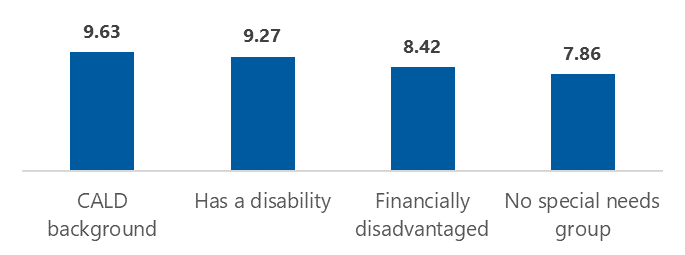 9.63
9.27
8.42
7.86
CALD
background
Has a disability
Financially
disadvantaged
No special needs
group